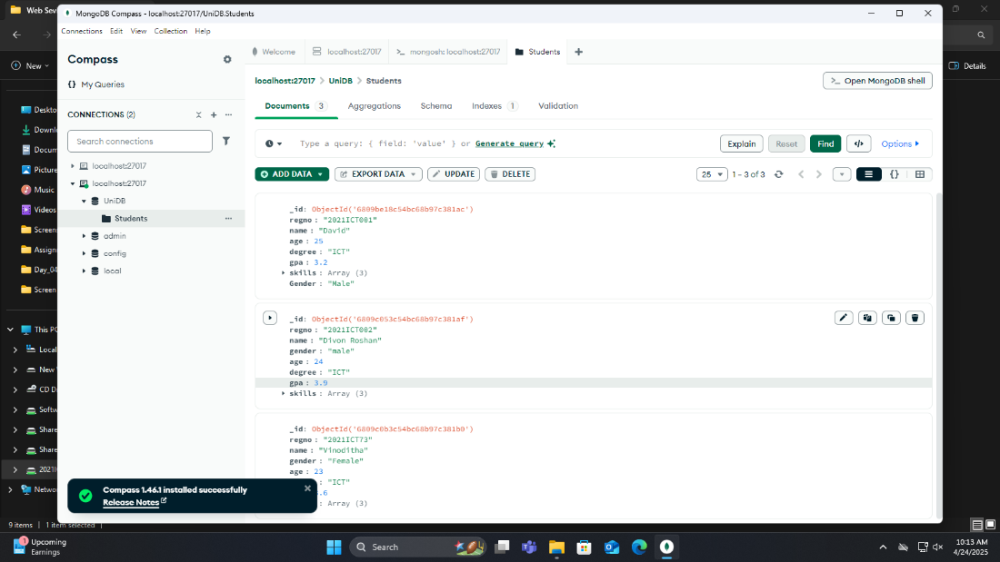 Web Sev
MongoDB Compass - localhost:27017/UniDB.Students
Connections Edit View Collection Help
Compass
{} My Queries
CONNECTIONS (2)
Search connections
localhost:27017
localhost:27017
UniDB
Students
admin
config
local
Welcome
localhost:27017
>_ mongosh: localhost:27017
Students
localhost:27017 > UniDB > Students
>_ Open MongoDB shell
Documents 3
Aggregations
Schema
Indexes 1
Validation
Type a query: { field: 'value' } or Generate query
Explain
Reset
Find
</>
Options
ADD DATA
EXPORT DATA
UPDATE
DELETE
25
1 – 3 of 3
{}
_id: ObjectId('6809be18c54bc68b97c381ac')
regno : "2021ICT001"
name : "David"
age : 25
degree : "ICT"
gpa : 3.2
skills : Array (3)
Gender : "Male"
_id: ObjectId('6809c053c54bc68b97c381af')
regno : "2021ICT002"
name : "Divon Roshan"
gender : "male"
age : 24
degree : "ICT"
gpa : 3.9
skills : Array (3)
_id: ObjectId('6809c0b3c54bc68b97c381b0')
regno : "2021ICT73"
name : "Vinoditha"
gender : "Female"
age : 23
: "ICT"
.6
: Array (3)
Compass 1.46.1 installed successfully
Release Notes
New
Details
Deskto
Downl
Docum
Picture
Music
Videos
Screen
Assign
Day_04
Screen
This PC
Local
New
CD D
Softw
Share
Share
2021I
Netwo
9 items
1 item selected
1
Upcoming
Earnings
Search
10:13 AM
4/24/2025